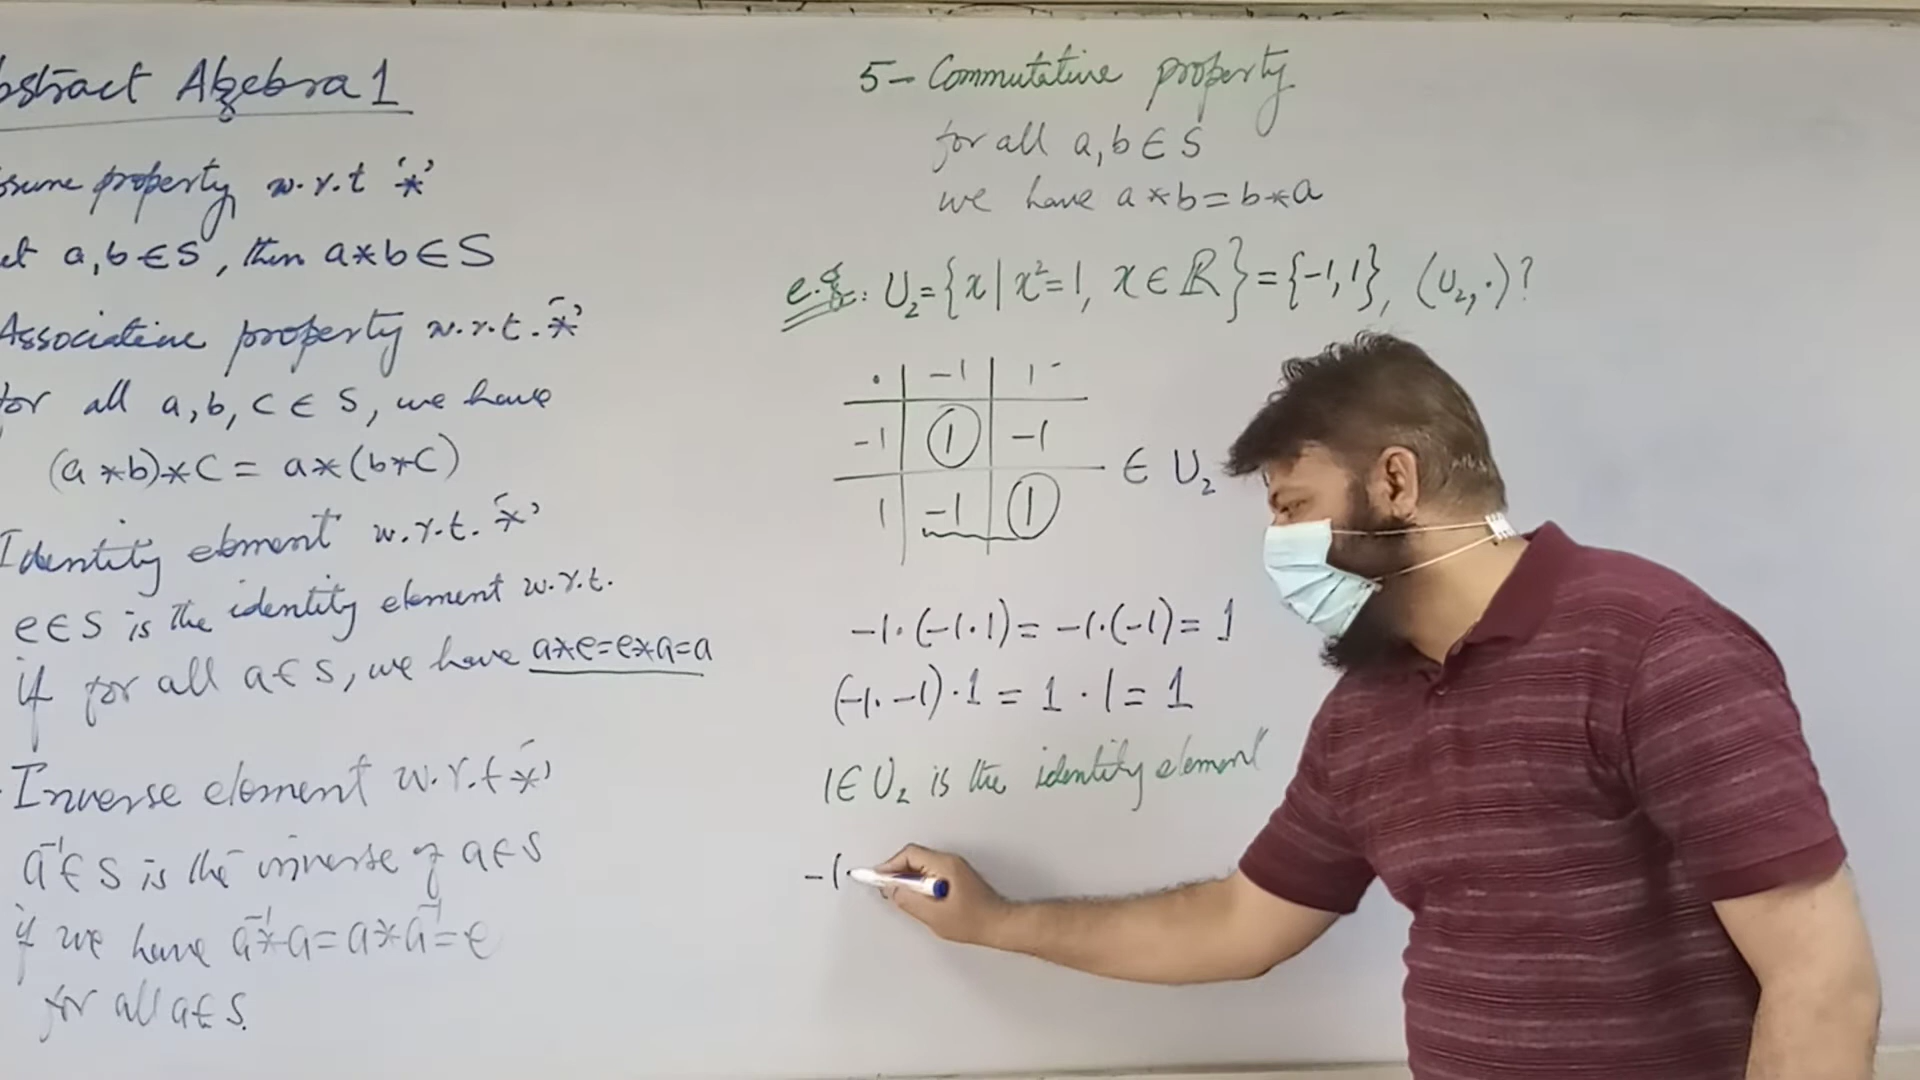 bstract Algebra 1
property w.r.t '*'
a,b ∈ S, then a*b ∈ S
Associative property w.r.t. '*'
for all a, b, c ∈ S, we have
(a*b)*c = a*(b*c)
Identity element w.r.t. '*'
e∈S is the identity element w.r.t.
if for all a∈S, we have a*e=e*a=a
Inverse element w.r.t '*'
a⁻¹∈S is the inverse of a∈S
if we have a⁻¹*a=a*a⁻¹=e
for all a∈S.
5- Commutative property
for all a,b∈S
we have a*b=b*a
e.g.: U₂={x|x²=1, x∈ℝ}={-1,1}, (U₂,·)?
· -1 1
-1 1 -1
∈ U₂
1 -1 1
-1·(-1·1)=-1·(-1)=1
(-1·-1)·1=1·1=1
1∈U₂ is the identity element
-1·